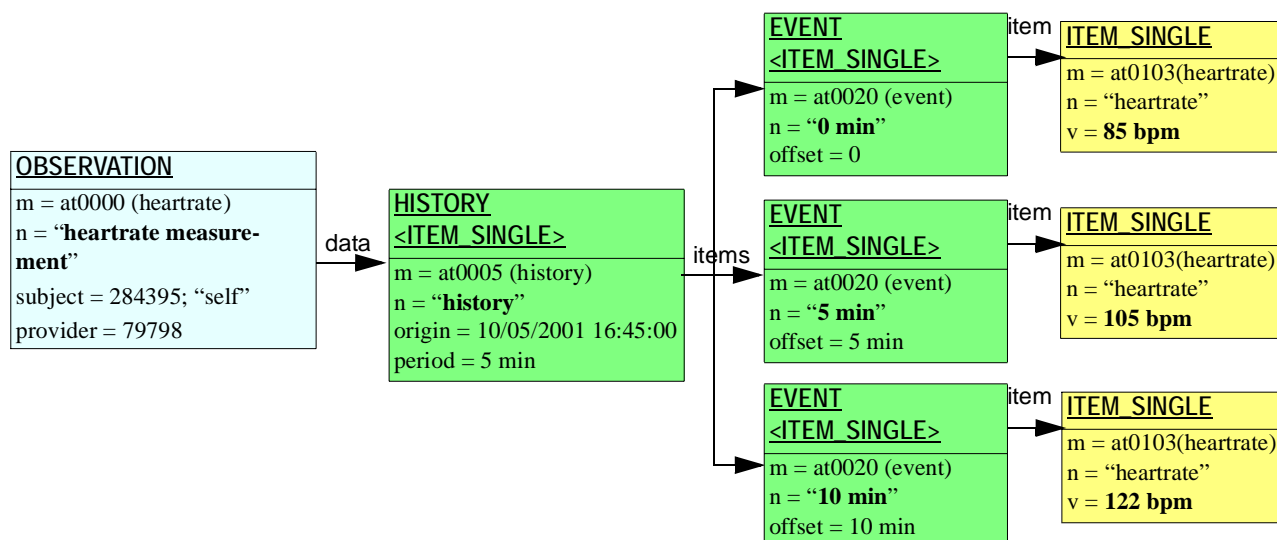 OBSERVATION
m = at0000 (heartrate)
n = “heartrate measure-
ment”
subject = 284395; “self”
provider = 79798
data
HISTORY
<ITEM_SINGLE>
m = at0005 (history)
n = “history”
origin = 10/05/2001 16:45:00
period = 5 min
items
EVENT
<ITEM_SINGLE>
m = at0020 (event)
n = “0 min”
offset = 0
item
ITEM_SINGLE
m = at0103(heartrate)
n = “heartrate”
v = 85 bpm
EVENT
<ITEM_SINGLE>
m = at0020 (event)
n = “5 min”
offset = 5 min
item
ITEM_SINGLE
m = at0103(heartrate)
n = “heartrate”
v = 105 bpm
EVENT
<ITEM_SINGLE>
m = at0020 (event)
n = “10 min”
offset = 10 min
item
ITEM_SINGLE
m = at0103(heartrate)
n = “heartrate”
v = 122 bpm